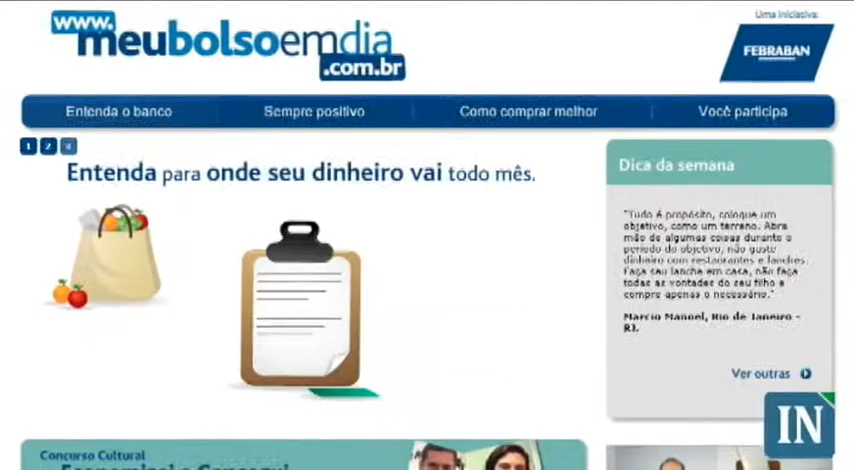 www.
meubolsoemdia
.com.br
Uma iniciativa:
FEBRABAN
Entenda o banco
Sempre positivo
Como comprar melhor
Você participa
1 2 3
Entenda para onde seu dinheiro vai todo mês.
Dica da semana
"Tudo é propósito, coloque um
objetivo, como um terreno. Abra
mão de algumas coisas durante o
período do objetivo, não gaste
dinheiro com restaurantes e lanches.
Faça seu lanche em casa, não faça
todas as vontades do seu filho e
compre apenas o necessário."
Marcio Manoel, Rio de Janeiro -
RJ.
Ver outras
IN
Concurso Cultural